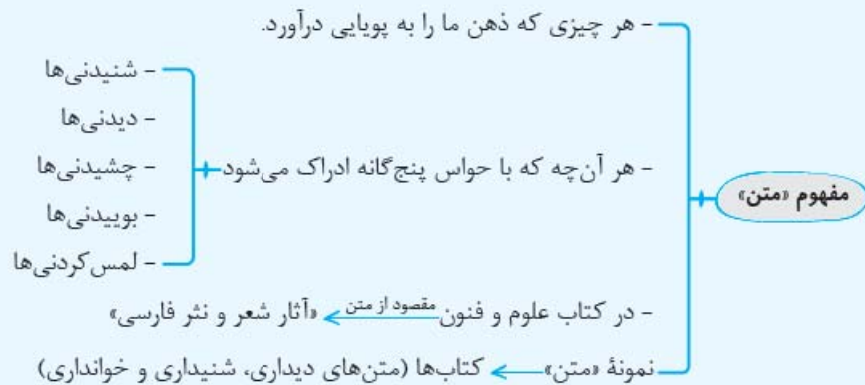 مفهوم «متن»
- هر چیزی که ذهن ما را به پویایی درآورد.
- هر آن‌چه که با حواس پنج‌گانه ادراک می‌شود
- شنیدنی‌ها
- دیدنی‌ها
- چشیدنی‌ها
- بوییدنی‌ها
- لمس‌کردنی‌ها
- در کتاب علوم و فنون مقصود از متن «آثار شعر و نثر فارسی»
نمونهٔ «متن» کتاب‌ها (متن‌های دیداری، شنیداری و خوانداری)